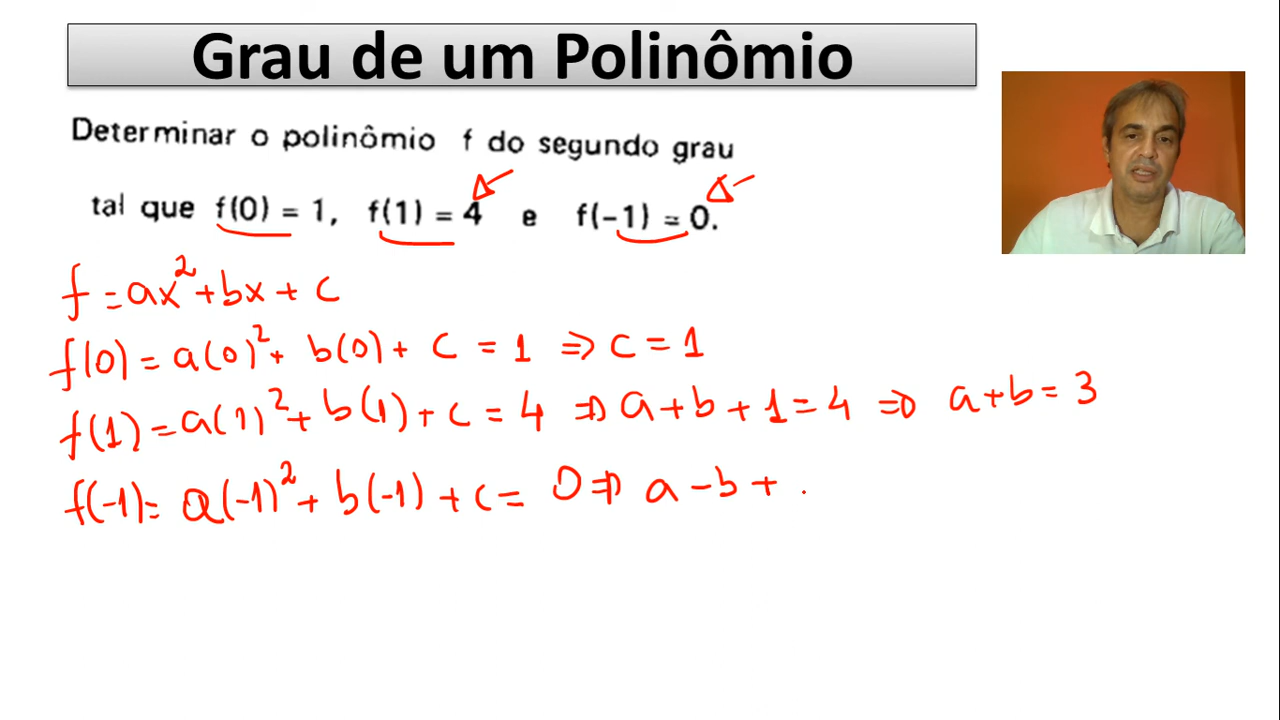 Grau de um Polinômio
Determinar o polinômio f do segundo grau
tal que f(0) = 1, f(1) = 4 e f(-1) = 0.
f = ax² + bx + c
f(0) = a(0)² + b(0) + c = 1 ⇒ c = 1
f(1) = a(1)² + b(1) + c = 4 ⇒ a + b + 1 = 4 ⇒ a + b = 3
f(-1) = a(-1)² + b(-1) + c = 0 ⇒ a - b +